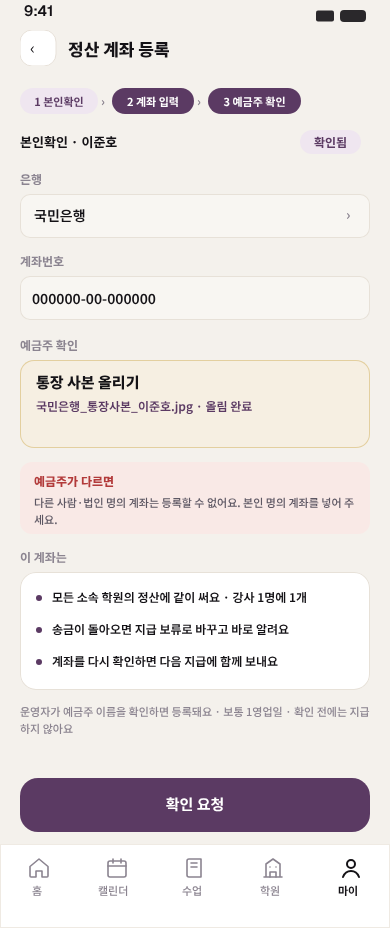 9:41
‹ 정산 계좌 등록
1 본인확인 › 2 계좌 입력 › 3 예금주 확인
본인확인 · 이준호 확인됨
은행
국민은행 ›
계좌번호
000000-00-000000
예금주 확인
통장 사본 올리기
국민은행_통장사본_이준호.jpg · 올림 완료
예금주가 다르면
다른 사람·법인 명의 계좌는 등록할 수 없어요. 본인 명의 계좌를 넣어 주
세요.
이 계좌는
모든 소속 학원의 정산에 같이 써요 · 강사 1명에 1개
송금이 돌아오면 지급 보류로 바꾸고 바로 알려요
계좌를 다시 확인하면 다음 지급에 함께 보내요
운영자가 예금주 이름을 확인하면 등록돼요 · 보통 1영업일 · 확인 전에는 지급
하지 않아요
확인 요청
홈 캘린더 수업 학원 마이